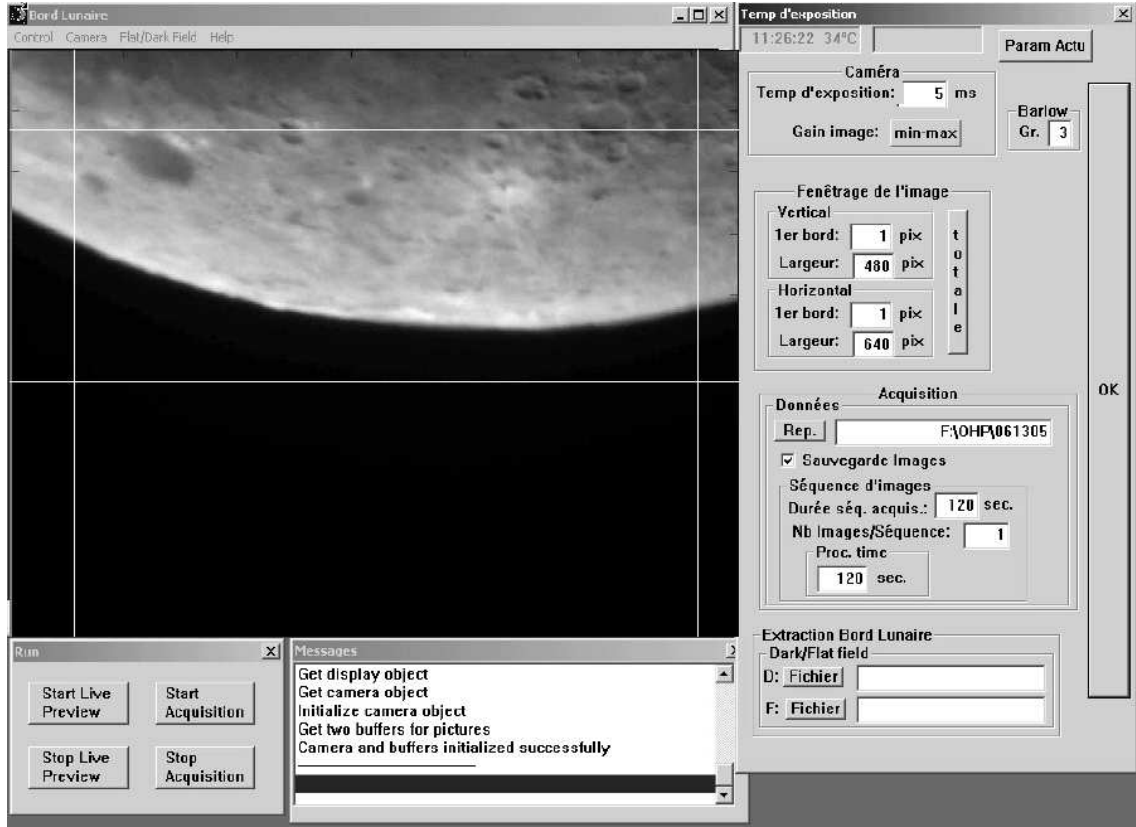 Bord Lunaire
Control Camera Flat/Dark Field Help
Temp d'exposition
11:26:22 34°C
Param Actu
Caméra
Temp d'exposition: 5 ms
Gain image: min-max
Barlow
Gr. 3
Fenêtrage de l'image
Vertical
1er bord: 1 pix
Largeur: 480 pix
Horizontal
1er bord: 1 pix
Largeur: 640 pix
totale
OK
Acquisition
Données
Rep. F:\OHP\061305
Sauvegarde Images
Séquence d'images
Durée séq. acquis.: 120 sec.
Nb Images/Séquence: 1
Proc. time
120 sec.
Extraction Bord Lunaire
Dark/Flat field
D: Fichier
F: Fichier
Run
Start Live Preview
Start Acquisition
Stop Live Preview
Stop Acquisition
Messages
Get display object
Get camera object
Initialize camera object
Get two buffers for pictures
Camera and buffers initialized successfully